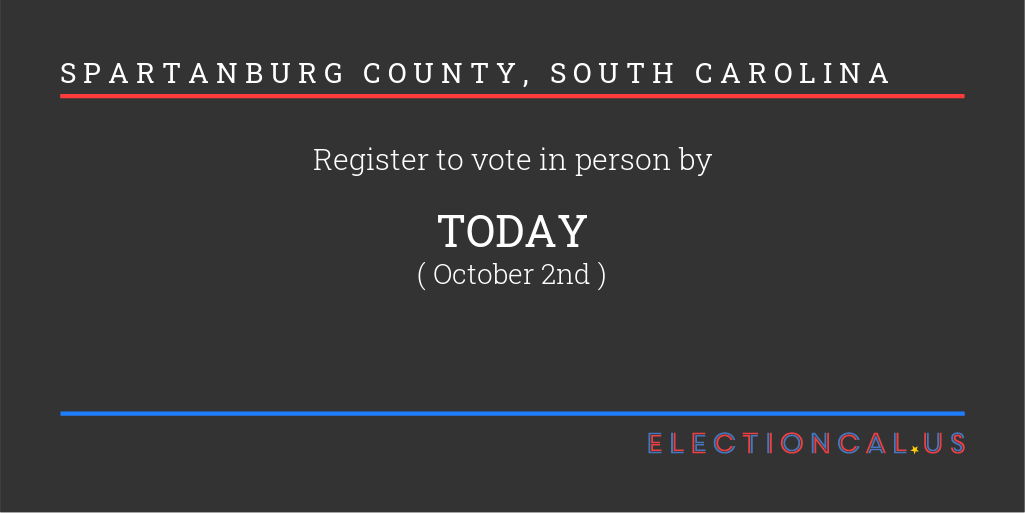 SPARTANBURG COUNTY, SOUTH CAROLINA
Register to vote in person by
TODAY
( October 2nd )
ELECTIONCAL.US